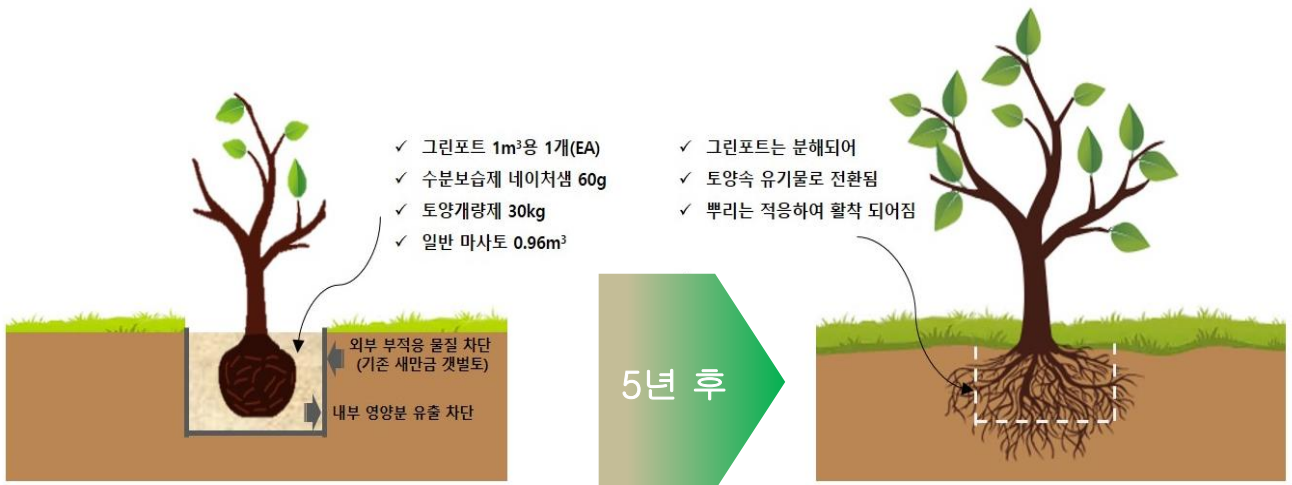 그린포트 1m³용 1개(EA)
수분보습제 네이처샘 60g
토양개량제 30kg
일반 마사토 0.96m³
외부 부적응 물질 차단
(기존 새만금 갯벌토)
내부 영양분 유출 차단
5년 후
그린포트는 분해되어
토양속 유기물로 전환됨
뿌리는 적응하여 활착 되어짐